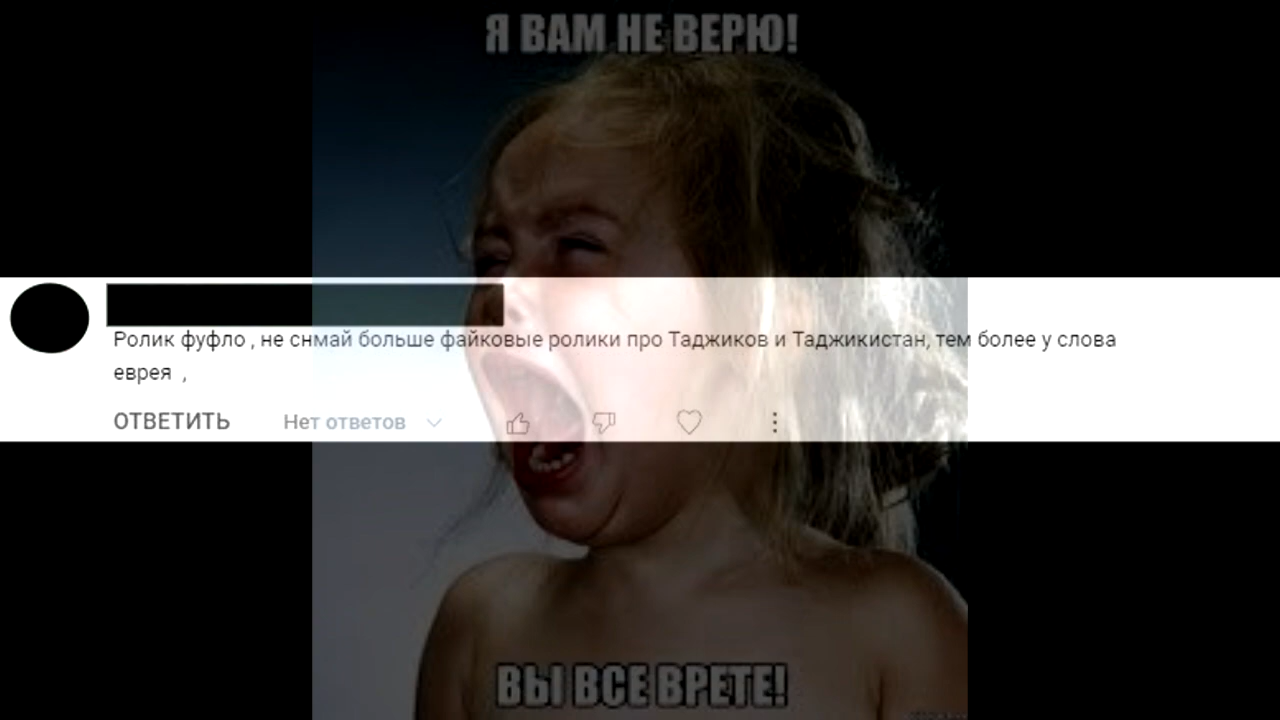 Я ВАМ НЕ ВЕРЮ!
Ролик фуфло , не снмай больше файковые ролики про Таджиков и Таджикистан, тем более у слова
еврея ,
ОТВЕТИТЬ Нет ответов
ВЫ ВСЕ ВРЕТЕ!